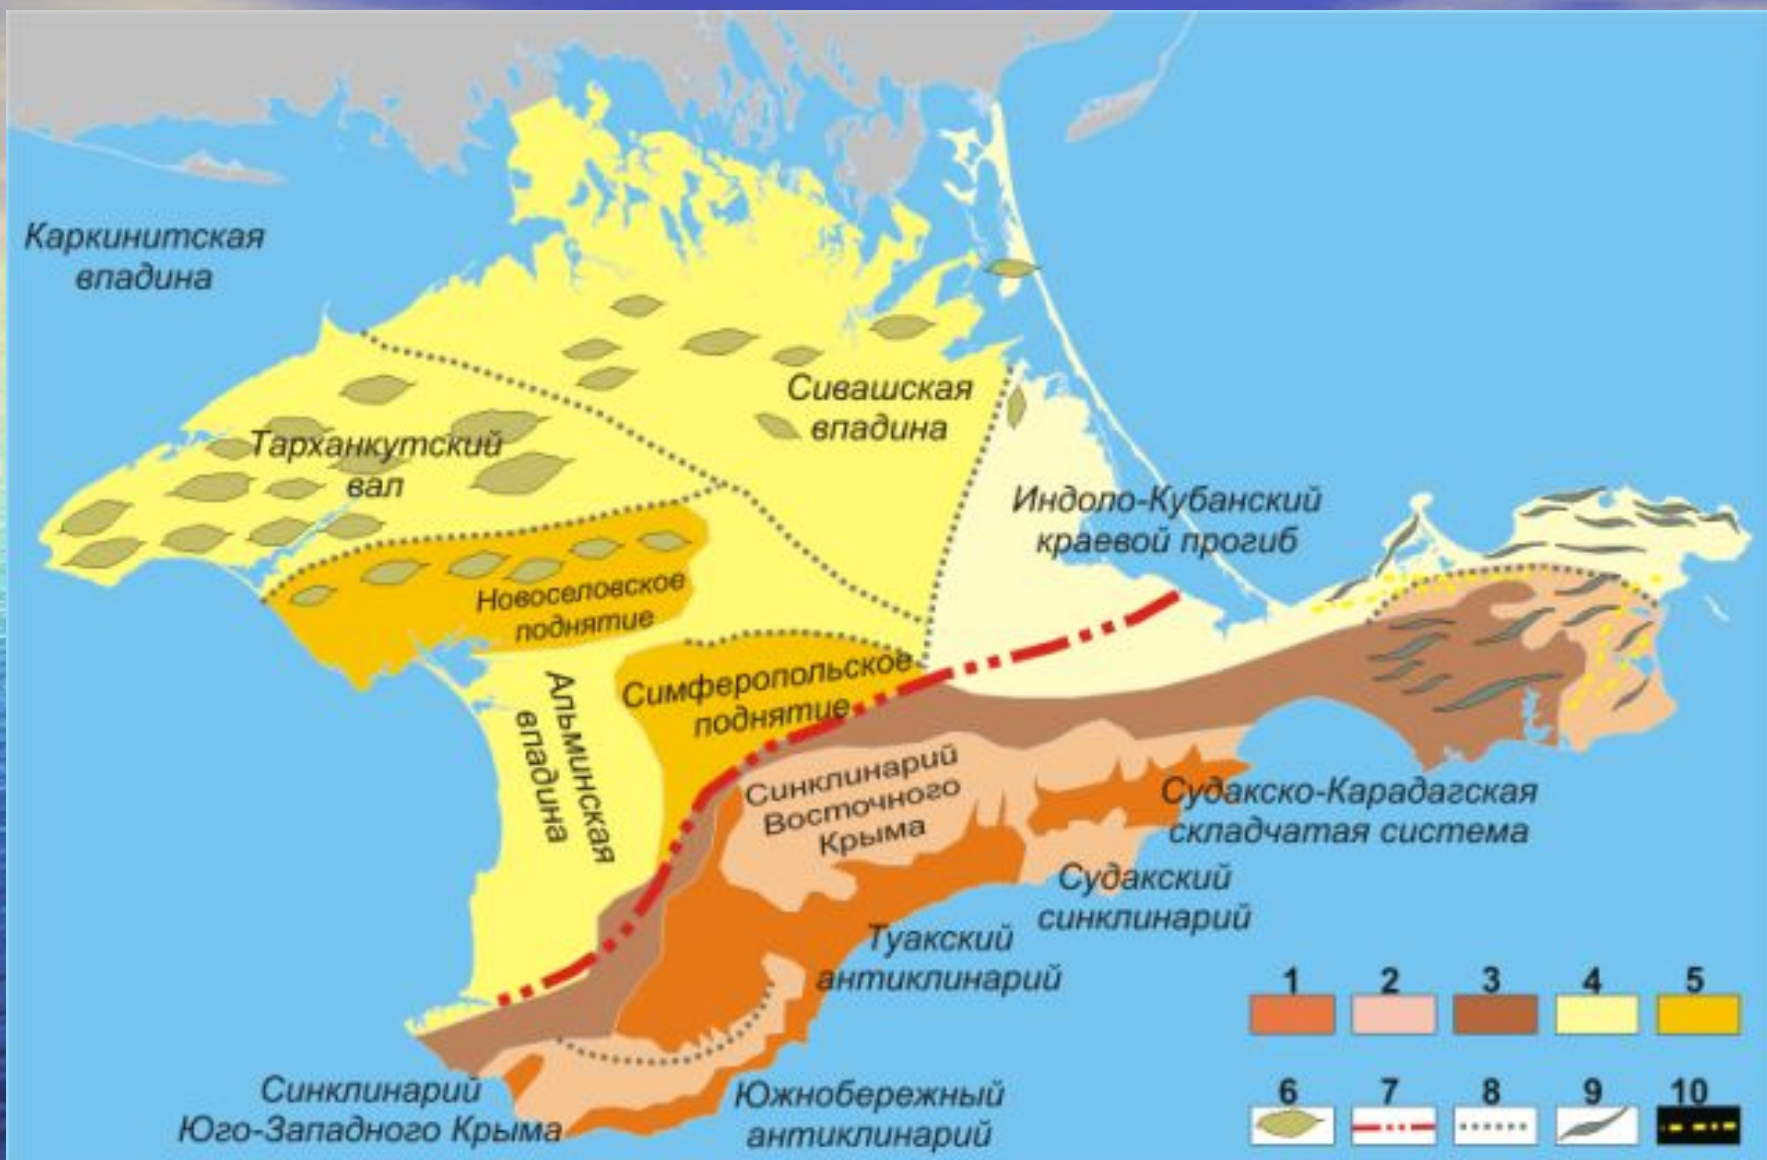 Каркинитская
впадина
Сивашская
впадина
Тарханкутский
вал
Индоло-Кубанский
краевой прогиб
Новоселовское
поднятие
Симферопольское
поднятие
Альминская
впадина
Синклинарий
Восточного
Крыма
Судакско-Карадагская
складчатая система
Судакский
синклинарий
Туакский
антиклинарий
Южнобережный
антиклинарий
Синклинарий
Юго-Западного Крыма
1 2 3 4 5
6 7 8 9 10